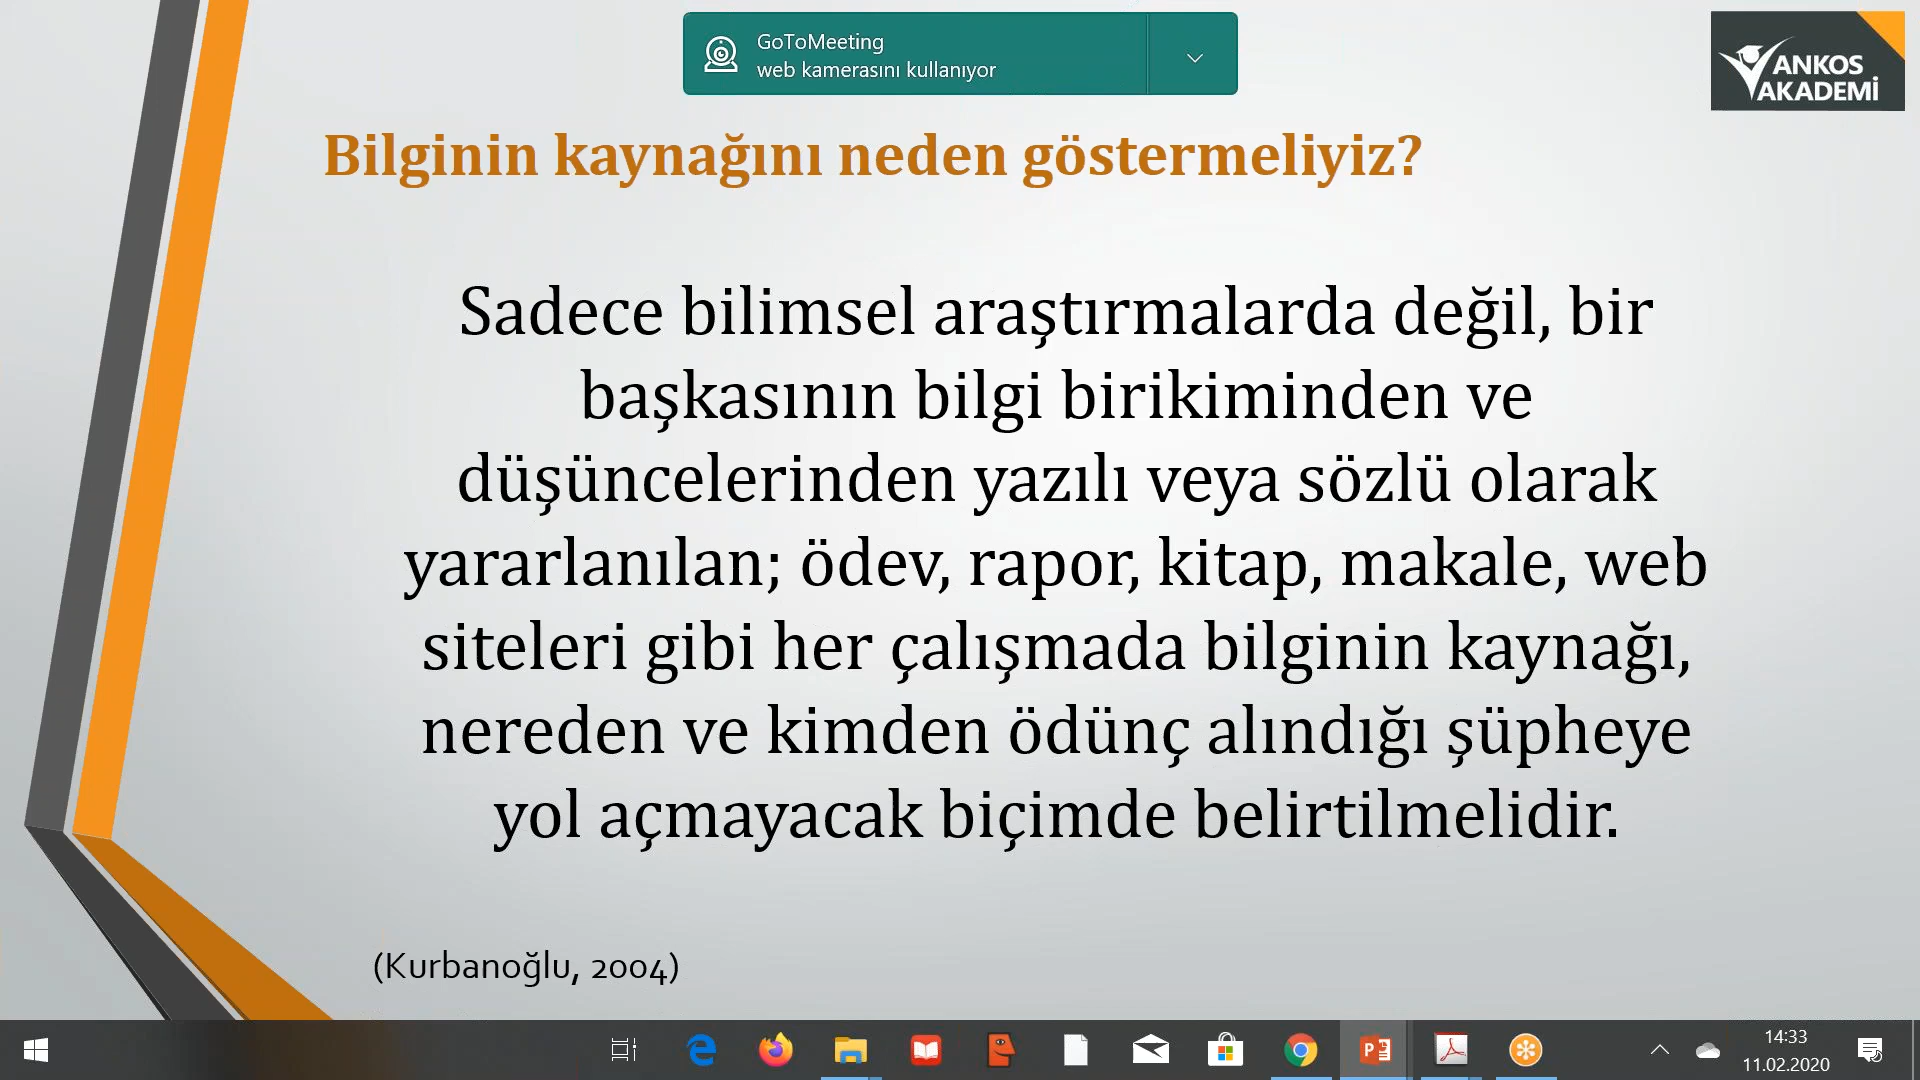 GoToMeeting
web kamerasını kullanıyor
ANKOS
AKADEMİ
Bilginin kaynağını neden göstermeliyiz?
Sadece bilimsel araştırmalarda değil, bir
başkasının bilgi birikiminden ve
düşüncelerinden yazılı veya sözlü olarak
yararlanılan; ödev, rapor, kitap, makale, web
siteleri gibi her çalışmada bilginin kaynağı,
nereden ve kimden ödünç alındığı şüpheye
yol açmayacak biçimde belirtilmelidir.
(Kurbanoğlu, 2004)
14:33
11.02.2020